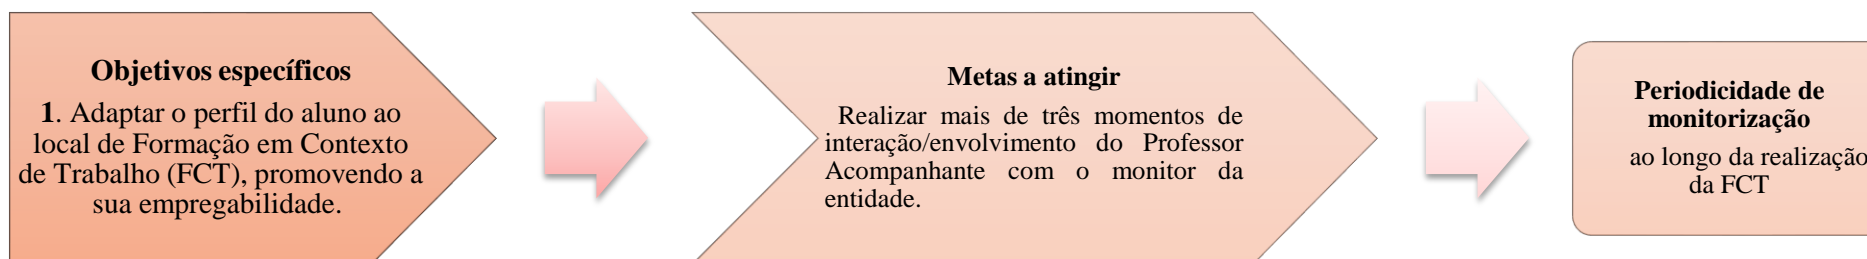 Objetivos específicos
1. Adaptar o perfil do aluno ao
local de Formação em Contexto
de Trabalho (FCT), promovendo a
sua empregabilidade.
Metas a atingir
Realizar mais de três momentos de
interação/envolvimento do Professor
Acompanhante com o monitor da
entidade.
Periodicidade de
monitorização
ao longo da realização
da FCT